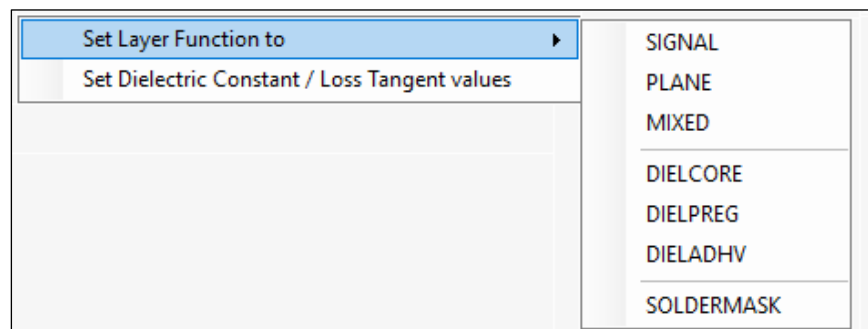 Set Layer Function to
Set Dielectric Constant / Loss Tangent values
SIGNAL
PLANE
MIXED
DIELCORE
DIELPREG
DIELADHV
SOLDERMASK